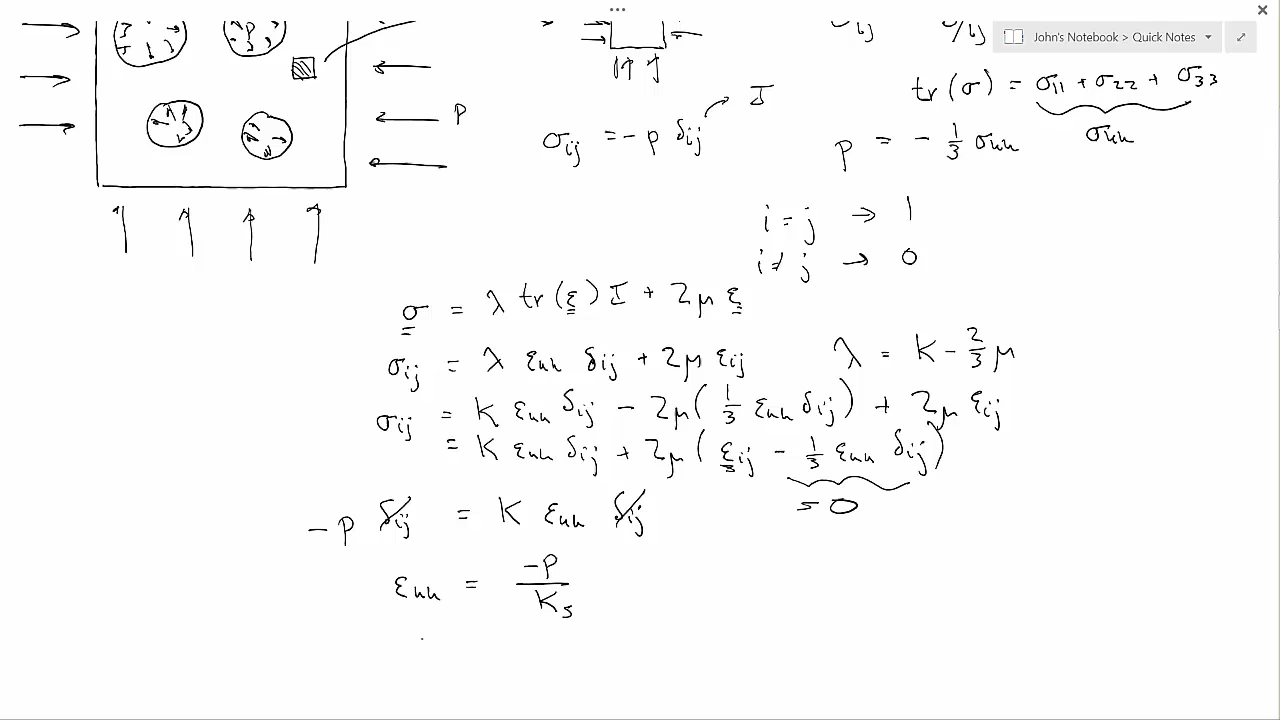 John's Notebook > Quick Notes
tr(σ) = σ11 + σ22 + σ33
σkk
P
σij = -p δij
I
p = - 1/3 σkk
i = j → 1
i ≠ j → 0
σ = λ tr(ε) I + 2μ ε
σij = λ εkk δij + 2μ εij
λ = K - 2/3 μ
σij = K εkk δij - 2μ( 1/3 εkk δij) + 2μ εij
= K εkk δij + 2μ( εij - 1/3 εkk δij)
= 0
-P δij = K εkk δij
εkk = -P/Ks